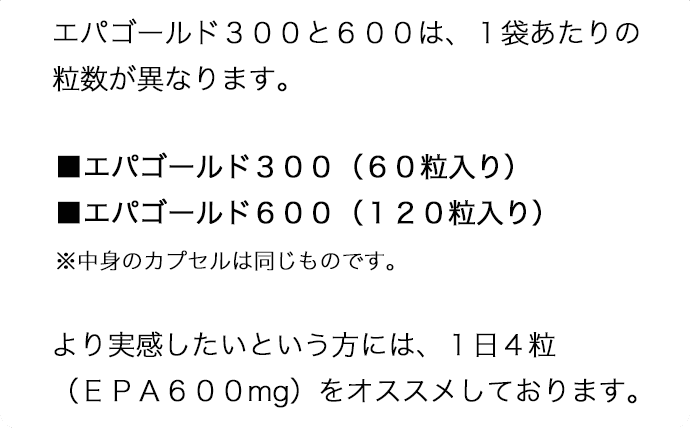 エパゴールド３００と６００は、１袋あたりの
粒数が異なります。
■エパゴールド３００（６０粒入り）
■エパゴールド６００（１２０粒入り）
※中身のカプセルは同じものです。
より実感したいという方には、１日４粒
（ＥＰＡ６００mg）をオススメしております。